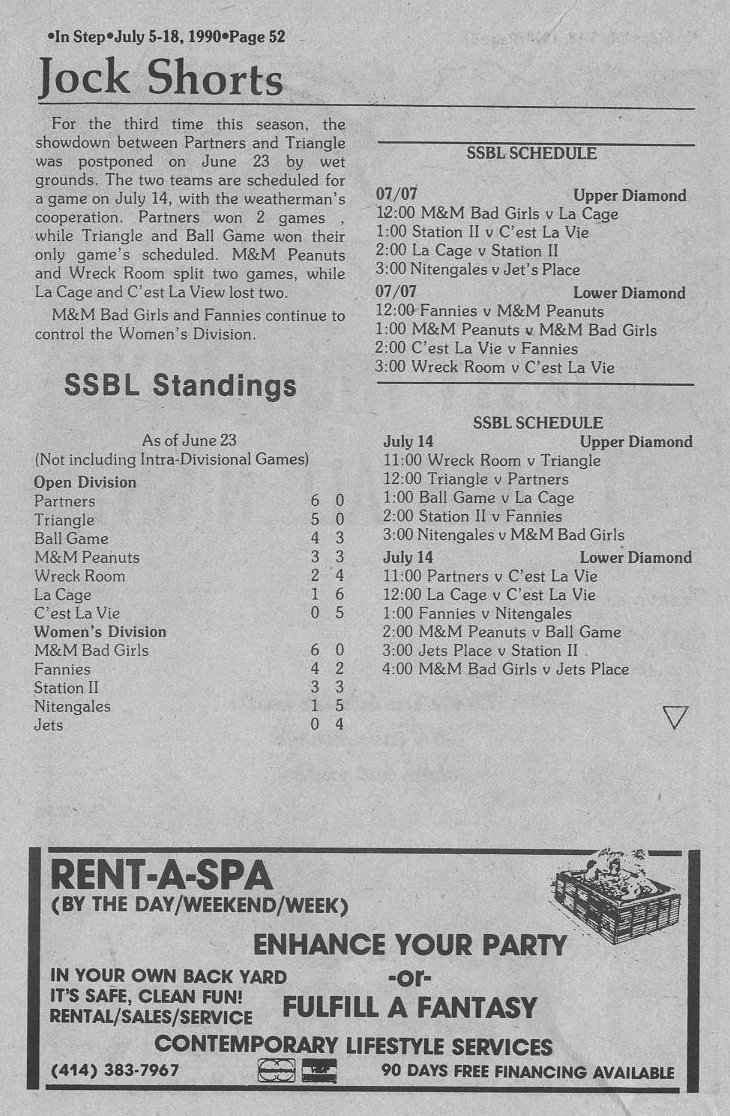 •In Step•July 5-18, 1990•Page 52
Jock Shorts
For the third time this season, the
showdown between Partners and Triangle
was postponed on June 23 by wet
grounds. The two teams are scheduled for
a game on July 14, with the weatherman's
cooperation. Partners won 2 games ,
while Triangle and Ball Game won their
only game's scheduled. M&M Peanuts
and Wreck Room split two games, while
La Cage and C'est La View lost two.
M&M Bad Girls and Fannies continue to
control the Women's Division.
SSBL Standings
As of June 23
(Not including Intra-Divisional Games)
Open Division
Partners 6 0
Triangle 5 0
Ball Game 4 3
M&M Peanuts 3 3
Wreck Room 2 4
La Cage 1 6
C'est La Vie 0 5
Women's Division
M&M Bad Girls 6 0
Fannies 4 2
Station II 3 3
Nitengales 1 5
Jets 0 4
SSBL SCHEDULE
07/07 Upper Diamond
12:00 M&M Bad Girls v La Cage
1:00 Station II v C'est La Vie
2:00 La Cage v Station II
3:00 Nitengales v Jet's Place
07/07 Lower Diamond
12:00 Fannies v M&M Peanuts
1:00 M&M Peanuts v M&M Bad Girls
2:00 C'est La Vie v Fannies
3:00 Wreck Room v C'est La Vie
SSBL SCHEDULE
July 14 Upper Diamond
11:00 Wreck Room v Triangle
12:00 Triangle v Partners
1:00 Ball Game v La Cage
2:00 Station II v Fannies
3:00 Nitengales v M&M Bad Girls
July 14 Lower Diamond
11:00 Partners v C'est La Vie
12:00 La Cage v C'est La Vie
1:00 Fannies v Nitengales
2:00 M&M Peanuts v Ball Game
3:00 Jets Place v Station II
4:00 M&M Bad Girls v Jets Place
RENT-A-SPA
(BY THE DAY/WEEKEND/WEEK)
ENHANCE YOUR PARTY
-or-
FULFILL A FANTASY
IN YOUR OWN BACK YARD
IT'S SAFE, CLEAN FUN!
RENTAL/SALES/SERVICE
CONTEMPORARY LIFESTYLE SERVICES
(414) 383-7967
90 DAYS FREE FINANCING AVAILABLE